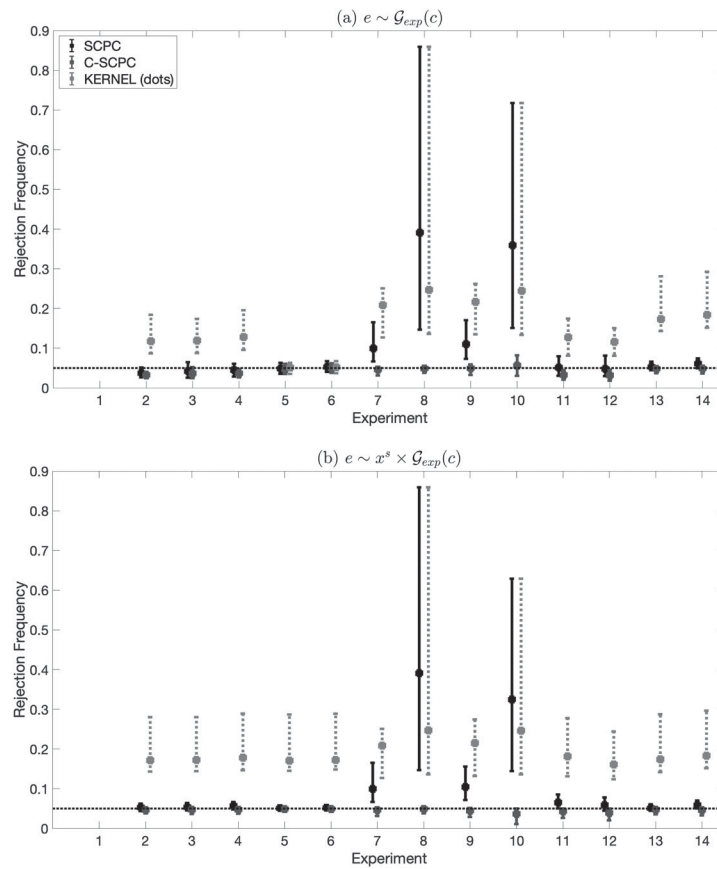 (a) e ∼ 𝒢exp(c)
0.9
SCPC
C-SCPC
KERNEL (dots)
0.8
0.7
0.6
0.5
0.4
0.3
0.2
0.1
0
Rejection Frequency
1 2 3 4 5 6 7 8 9 10 11 12 13 14
Experiment
(b) e ∼ xˢ × 𝒢exp(c)
0.9
0.8
0.7
0.6
0.5
0.4
0.3
0.2
0.1
0
Rejection Frequency
1 2 3 4 5 6 7 8 9 10 11 12 13 14
Experiment